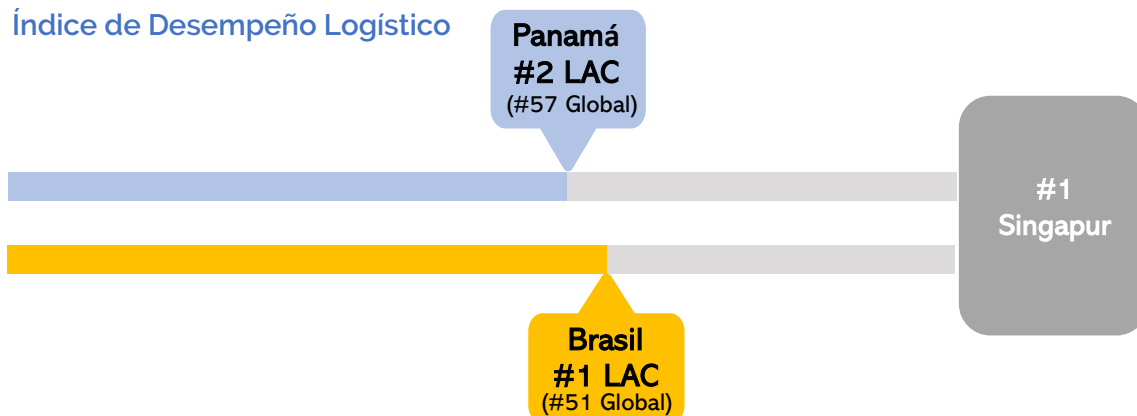 Índice de Desempeño Logístico
Panamá
#2 LAC
(#57 Global)
#1
Singapur
Brasil
#1 LAC
(#51 Global)